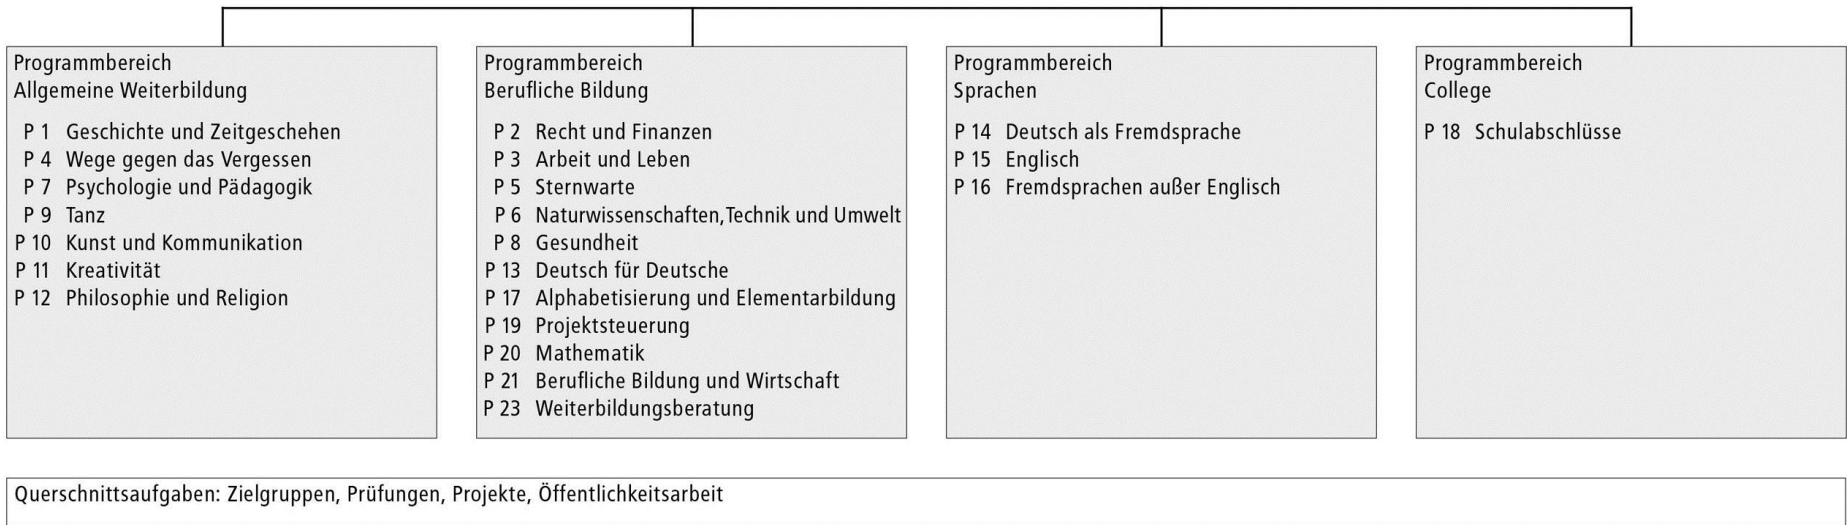 Programmbereich
Allgemeine Weiterbildung
P 1 Geschichte und Zeitgeschehen
P 4 Wege gegen das Vergessen
P 7 Psychologie und Pädagogik
P 9 Tanz
P 10 Kunst und Kommunikation
P 11 Kreativität
P 12 Philosophie und Religion
Programmbereich
Berufliche Bildung
P 2 Recht und Finanzen
P 3 Arbeit und Leben
P 5 Sternwarte
P 6 Naturwissenschaften,Technik und Umwelt
P 8 Gesundheit
P 13 Deutsch für Deutsche
P 17 Alphabetisierung und Elementarbildung
P 19 Projektsteuerung
P 20 Mathematik
P 21 Berufliche Bildung und Wirtschaft
P 23 Weiterbildungsberatung
Programmbereich
Sprachen
P 14 Deutsch als Fremdsprache
P 15 Englisch
P 16 Fremdsprachen außer Englisch
Programmbereich
College
P 18 Schulabschlüsse
Querschnittsaufgaben: Zielgruppen, Prüfungen, Projekte, Öffentlichkeitsarbeit